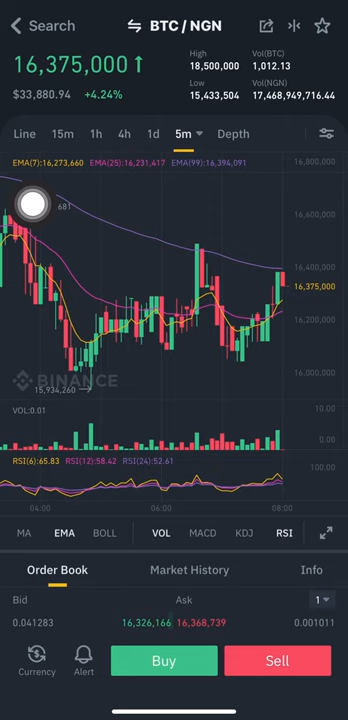 Search
BTC / NGN
16,375,000
$33,880.94 +4.24%
High
18,500,000
Low
15,433,504
Vol(BTC)
1,012.13
Vol(NGN)
17,468,949,716.44
Line 15m 1h 4h 1d 5m Depth
EMA(7):16,273,660 EMA(25):16,231,417 EMA(99):16,394,091
16,800,000
681
16,600,000
16,400,000
16,375,000
16,200,000
16,000,000
BINANCE
15,934,260
VOL:0.01
10.00
0.00
RSI(6):65.83 RSI(12):58.42 RSI(24):52.61
100.00
04:00 06:00 08:00
MA EMA BOLL VOL MACD KDJ RSI
Order Book Market History Info
Bid Ask 1
0.041283 16,326,166 16,368,739 0.001011
Currency Alert Buy Sell